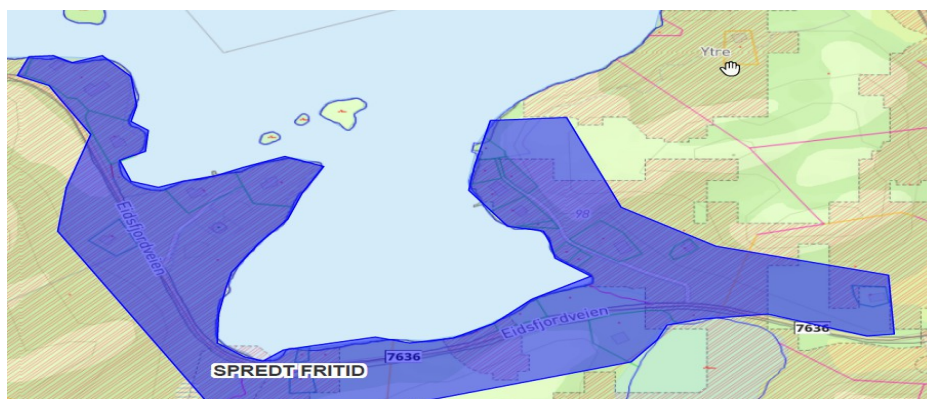 Ytre
Eidsfjordveien
98
Eidsfjordveien
7636
7636
SPREDT FRITID